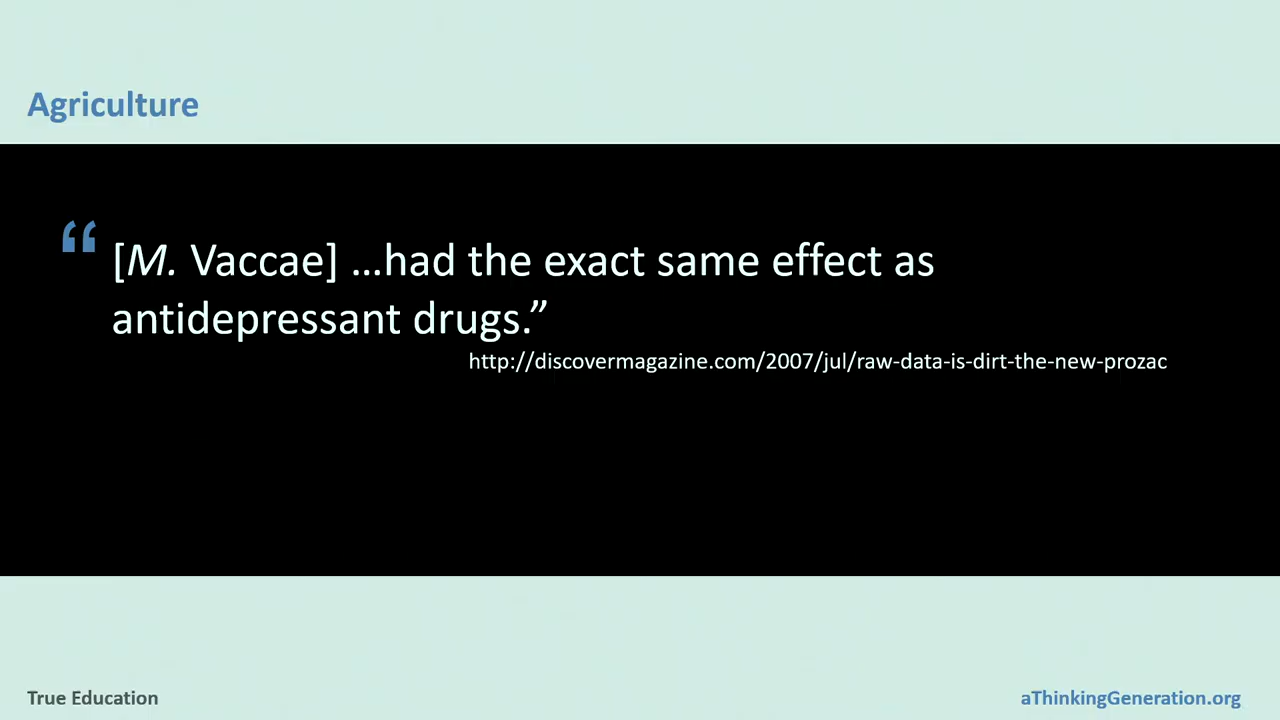 Agriculture
“ [M. Vaccae] …had the exact same effect as
antidepressant drugs.”
http://discovermagazine.com/2007/jul/raw-data-is-dirt-the-new-prozac
True Education
aThinkingGeneration.org